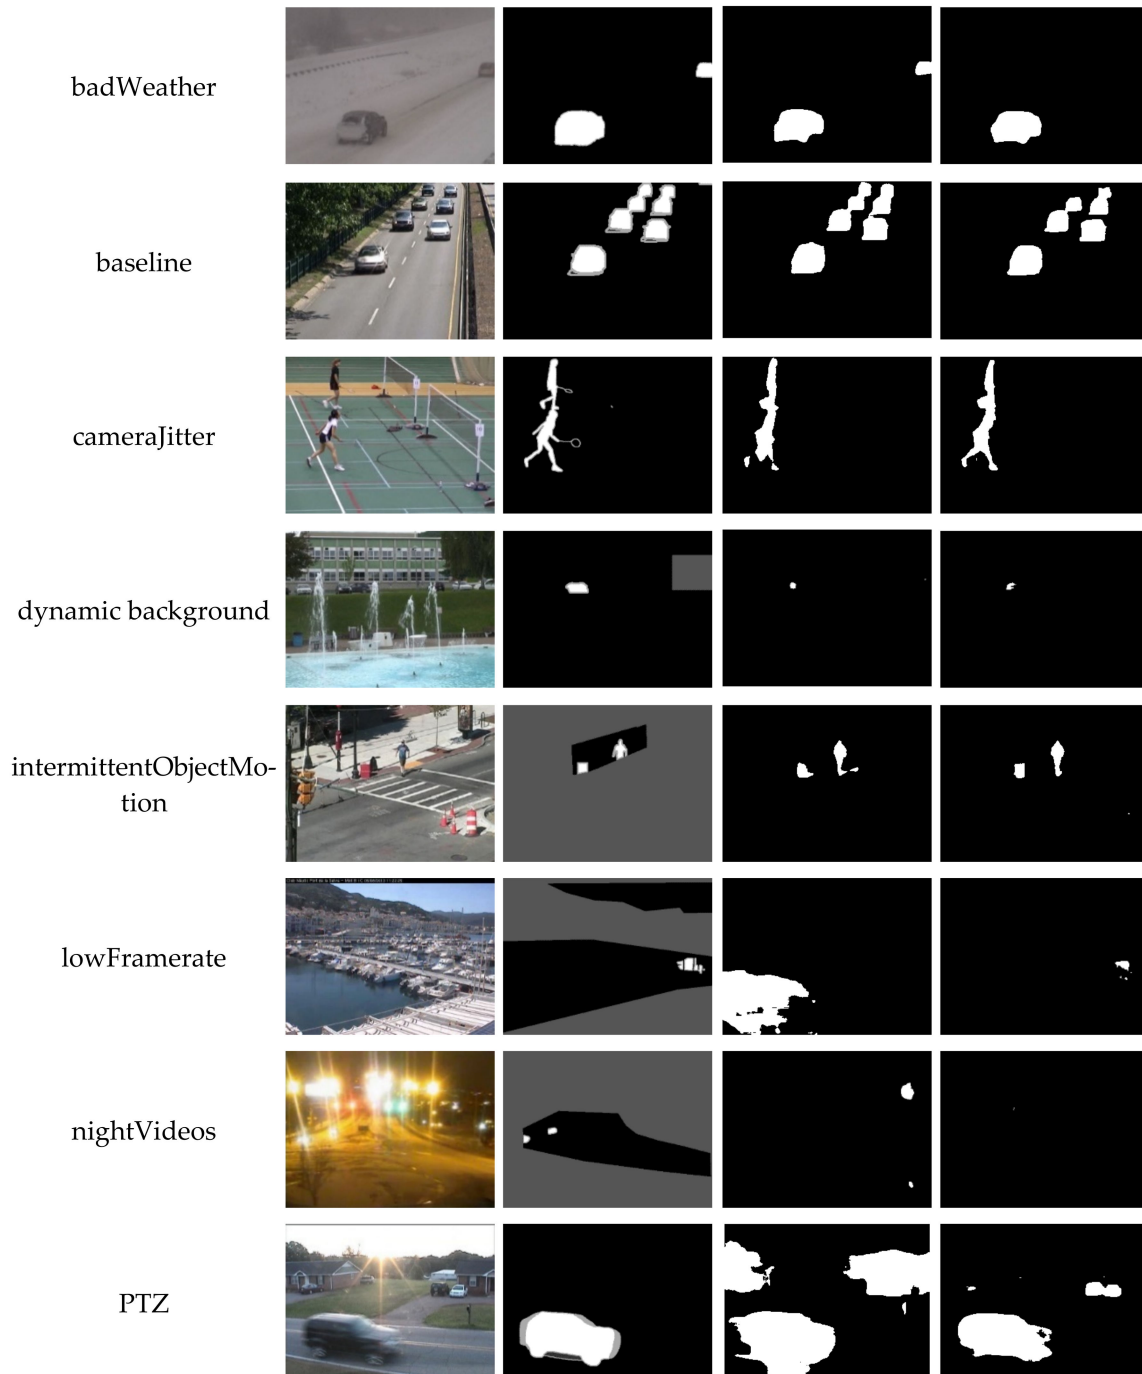 badWeather
baseline
cameraJitter
dynamic background
intermittentObjectMo-
tion
lowFramerate
nightVideos
PTZ